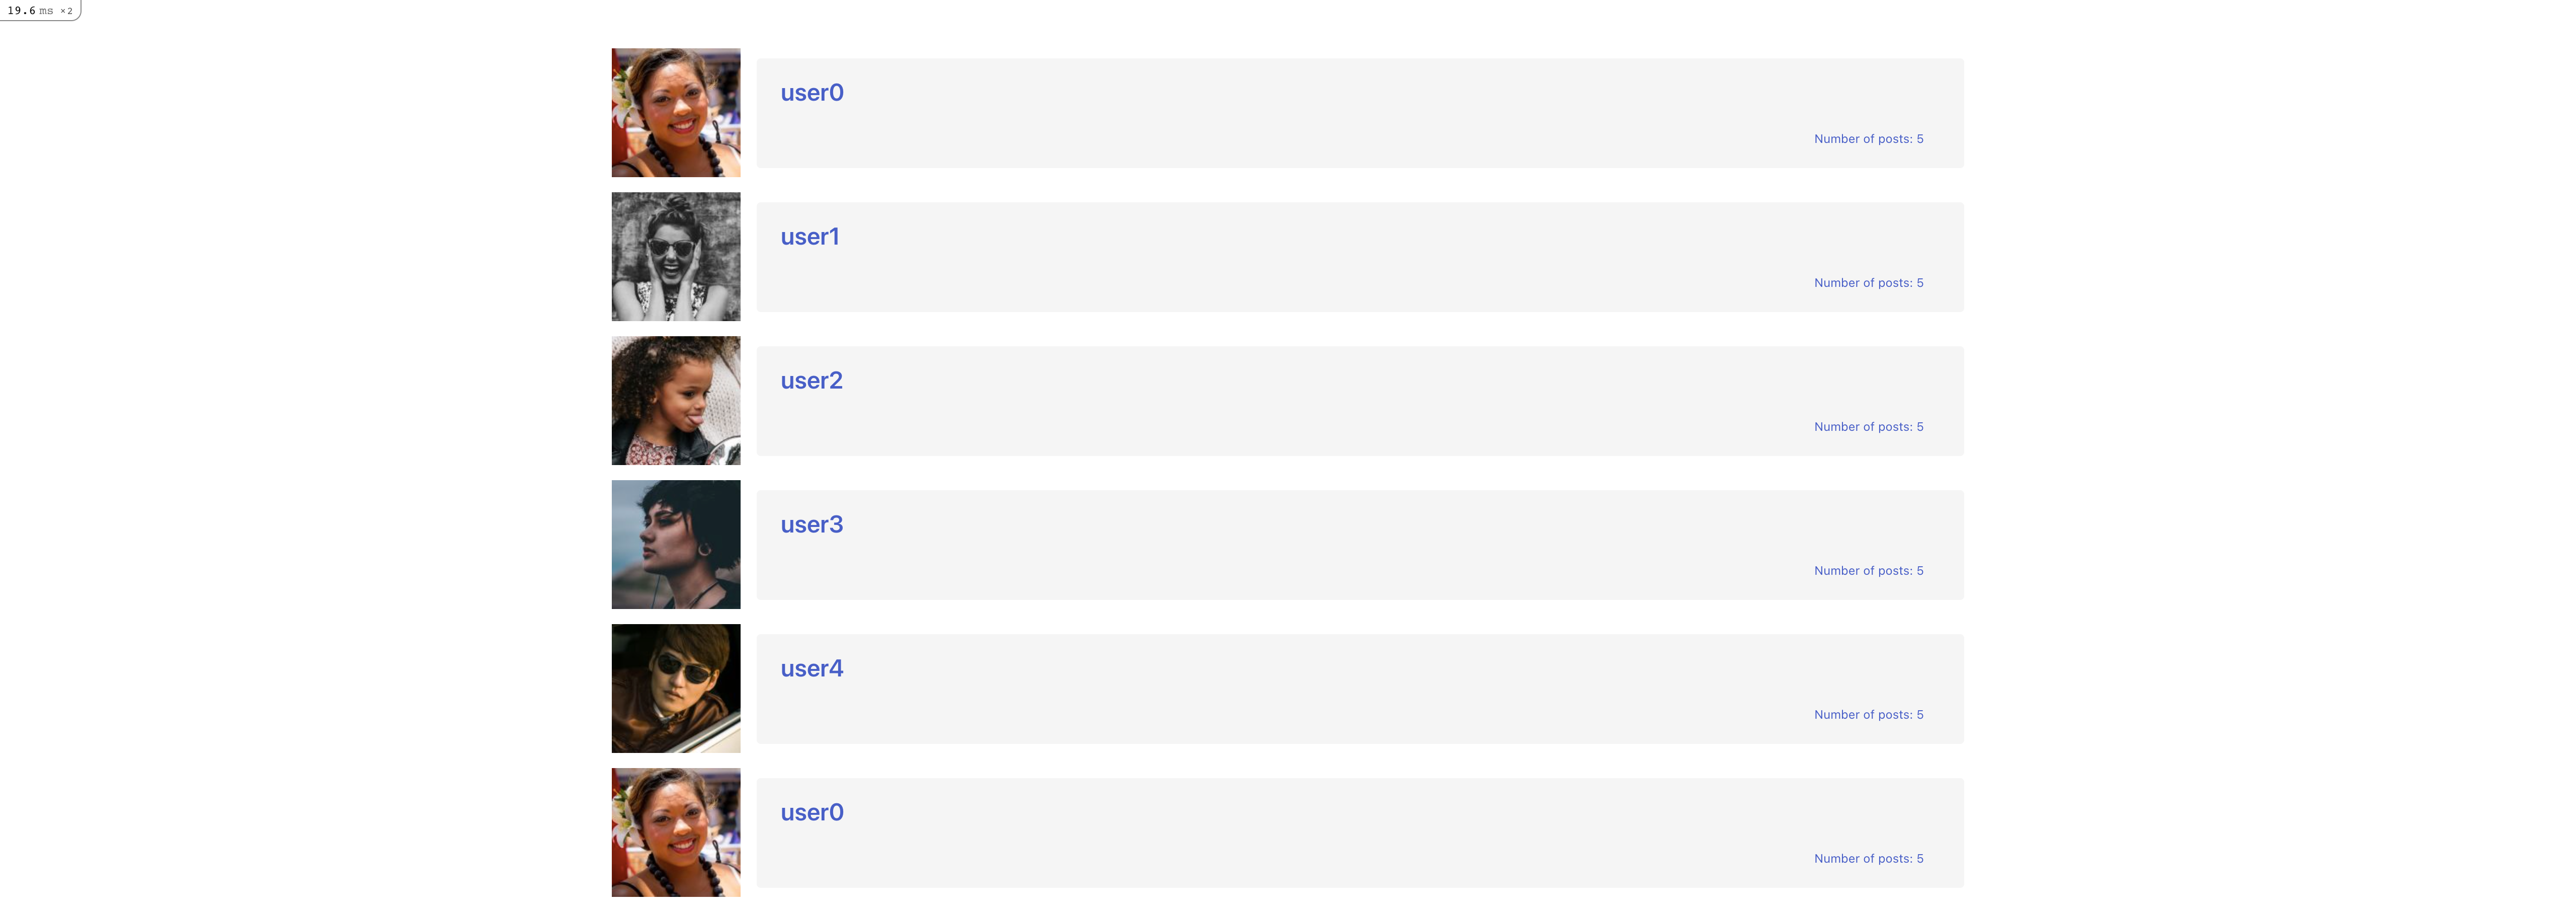 19.6 ms ×2
user0
Number of posts: 5
user1
Number of posts: 5
user2
Number of posts: 5
user3
Number of posts: 5
user4
Number of posts: 5
user0
Number of posts: 5